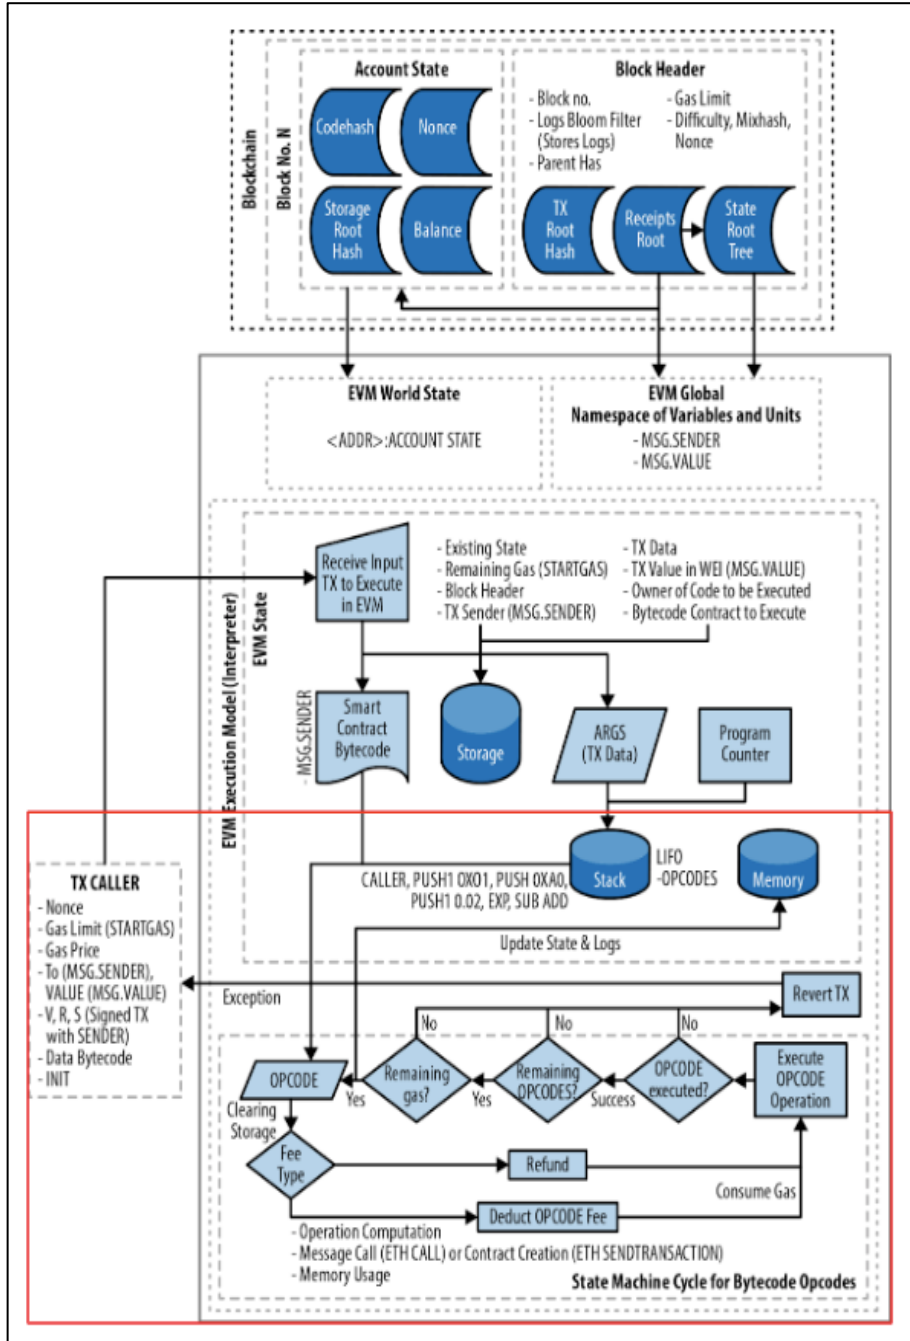 Blockchain
Block No. N
Account State
Codehash
Nonce
Storage
Root
Hash
Balance
Block Header
- Block no.
- Logs Bloom Filter
(Stores Logs)
- Parent Has
- Gas Limit
- Difficulty, Mixhash,
Nonce
TX
Root
Hash
Receipts
Root
State
Root
Tree
EVM World State
<ADDR>:ACCOUNT STATE
EVM Global
Namespace of Variables and Units
- MSG.SENDER
- MSG.VALUE
EVM Execution Model (Interpreter)
EVM State
Receive Input
TX to Execute
in EVM
- Existing State
- Remaining Gas (STARTGAS)
- Block Header
- TX Sender (MSG.SENDER)
- TX Data
- TX Value in WEI (MSG.VALUE)
- Owner of Code to be Executed
- Bytecode Contract to Execute
- MSG.SENDER
Smart
Contract
Bytecode
Storage
ARGS
(TX Data)
Program
Counter
TX CALLER
- Nonce
- Gas Limit (STARTGAS)
- Gas Price
- To (MSG.SENDER),
VALUE (MSG.VALUE)
- V, R, S (Signed TX
with SENDER)
- Data Bytecode
- INIT
CALLER, PUSH1 0X01, PUSH 0XA0,
PUSH1 0.02, EXP, SUB ADD
Stack
LIFO
-OPCODES
Memory
Update State & Logs
Exception
Revert TX
No
No
No
OPCODE
Yes
Remaining
gas?
Yes
Remaining
OPCODES?
Success
OPCODE
executed?
Execute
OPCODE
Operation
Clearing
Storage
Fee
Type
Refund
Consume Gas
Deduct OPCODE Fee
- Operation Computation
- Message Call (ETH CALL) or Contract Creation (ETH SENDTRANSACTION)
- Memory Usage
State Machine Cycle for Bytecode Opcodes